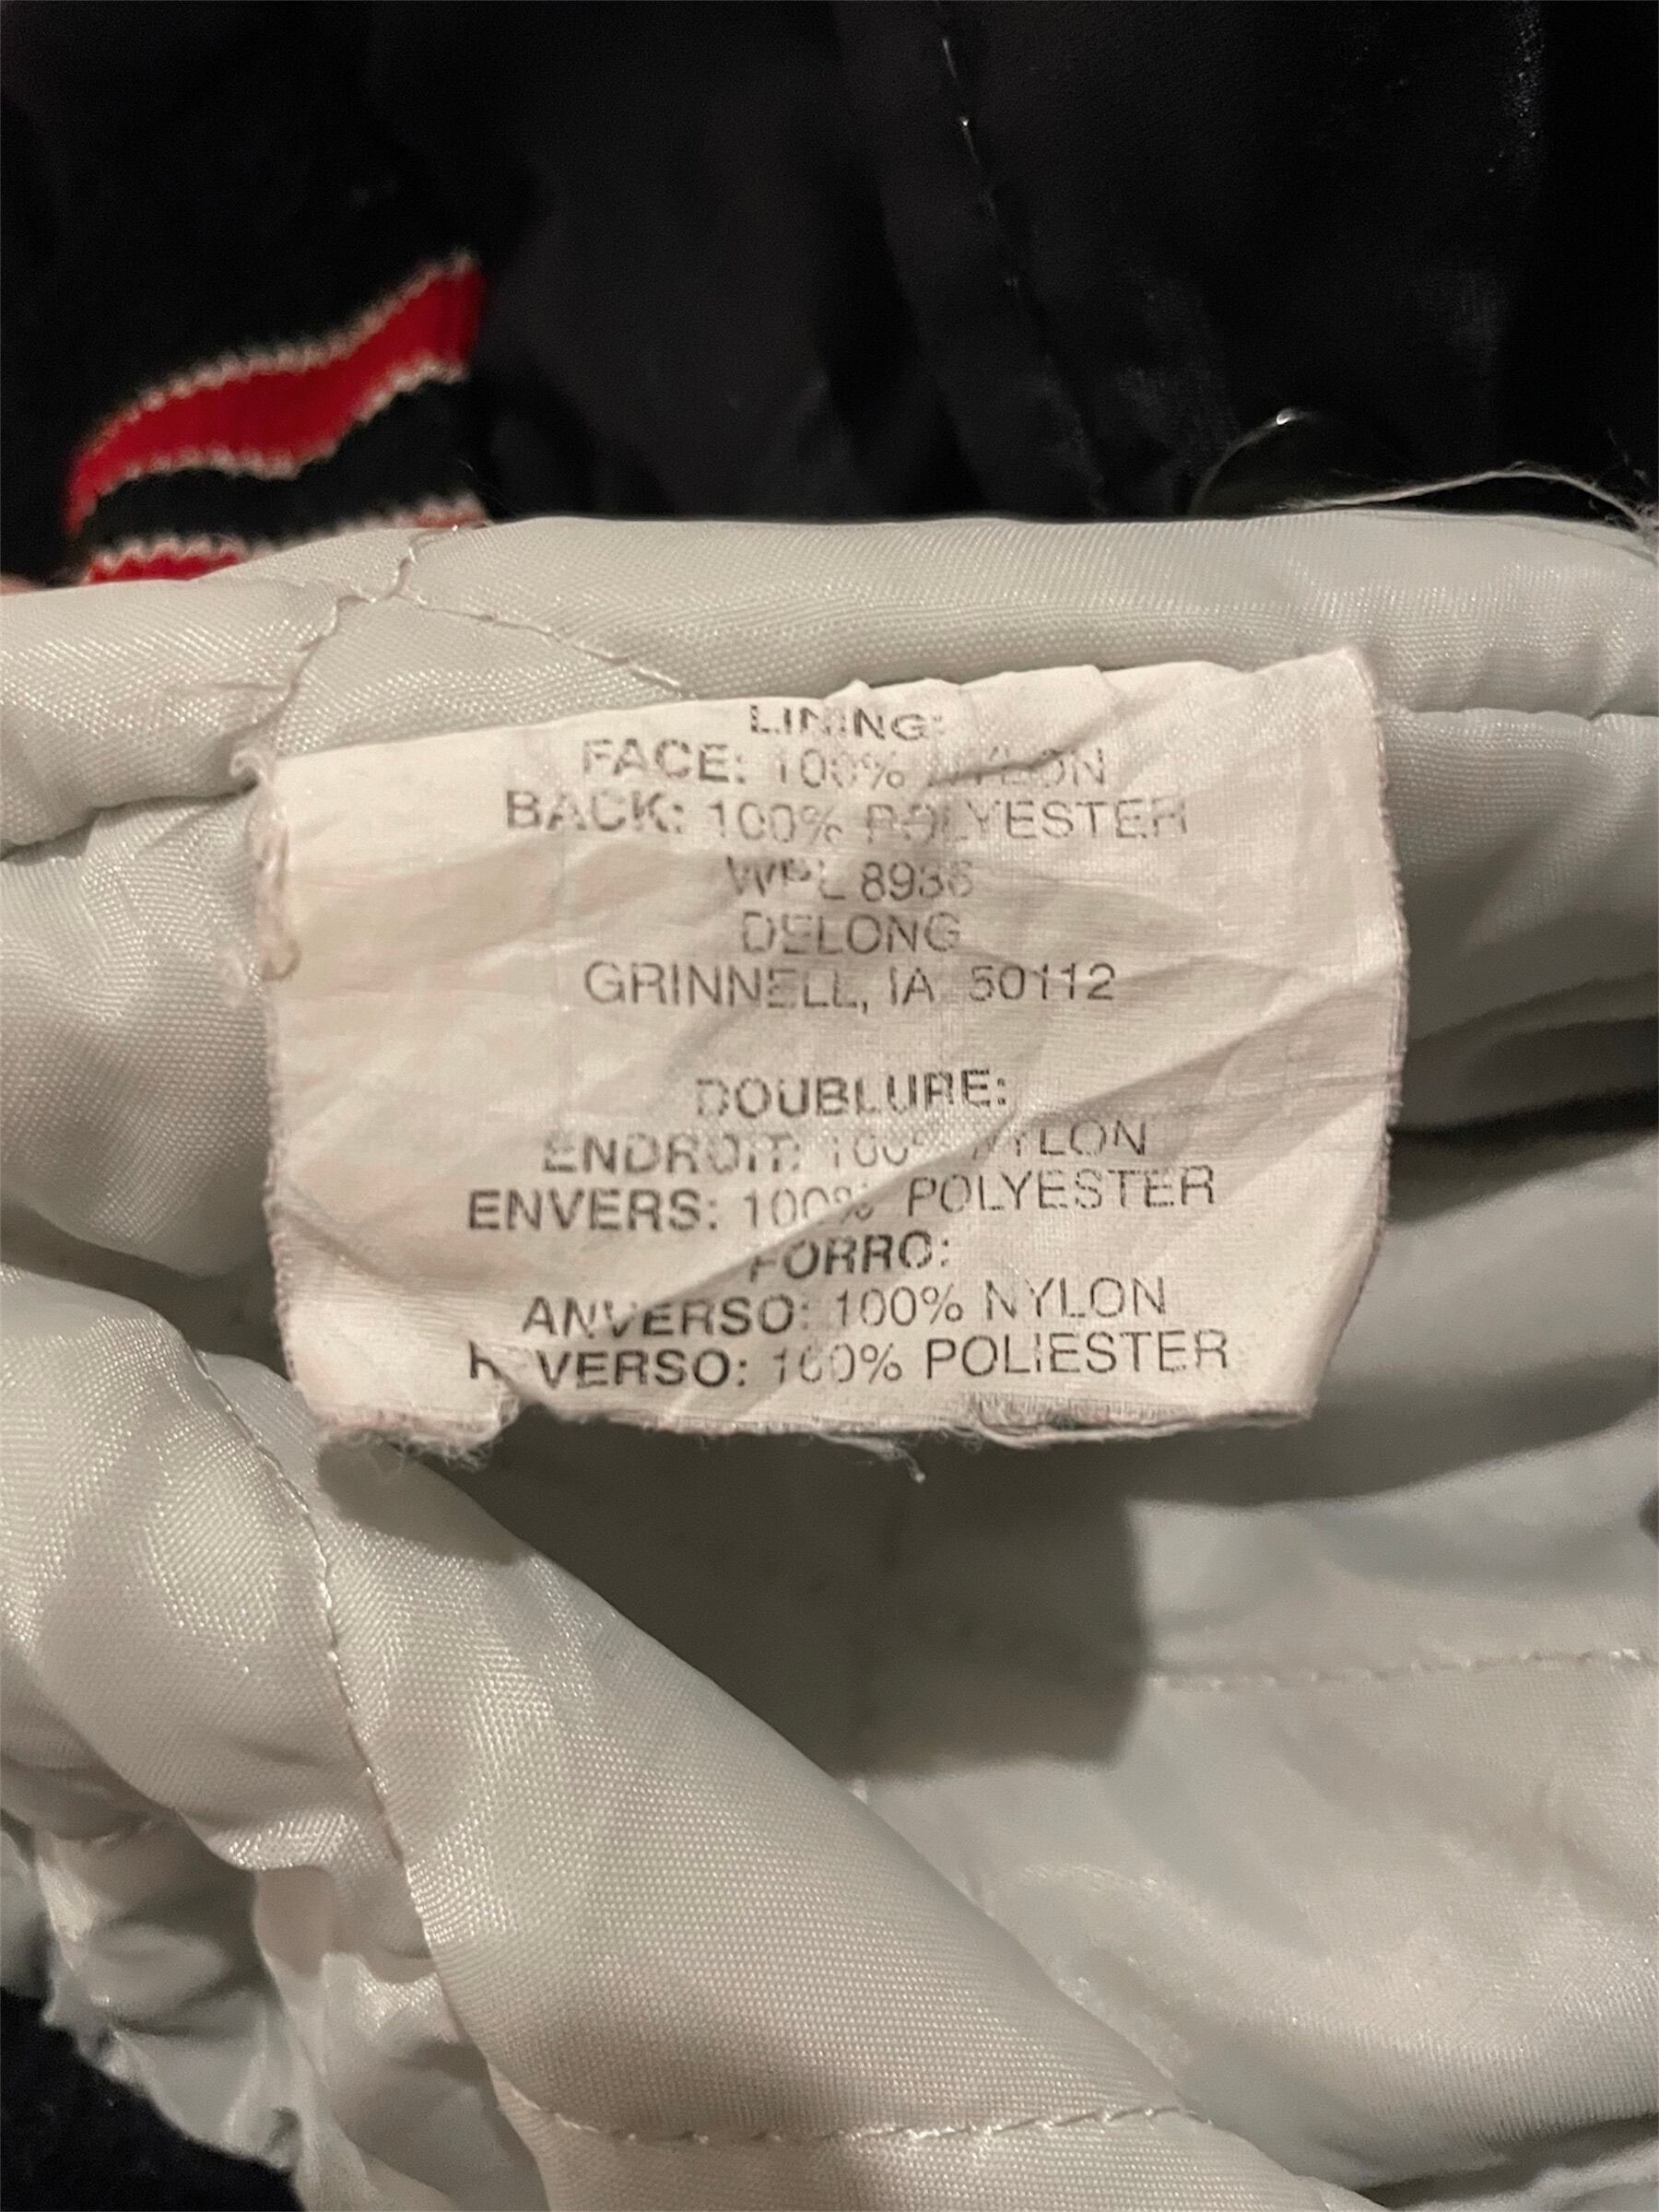 LINING:
FACE: 100% NYLON
BACK: 100% POLYESTER
WPL 8936
DELONG
GRINNELL, IA 50112
DOUBLURE:
ENDROIT: 100% NYLON
ENVERS: 100% POLYESTER
FORRO:
ANVERSO: 100% NYLON
REVERSO: 100% POLIESTER